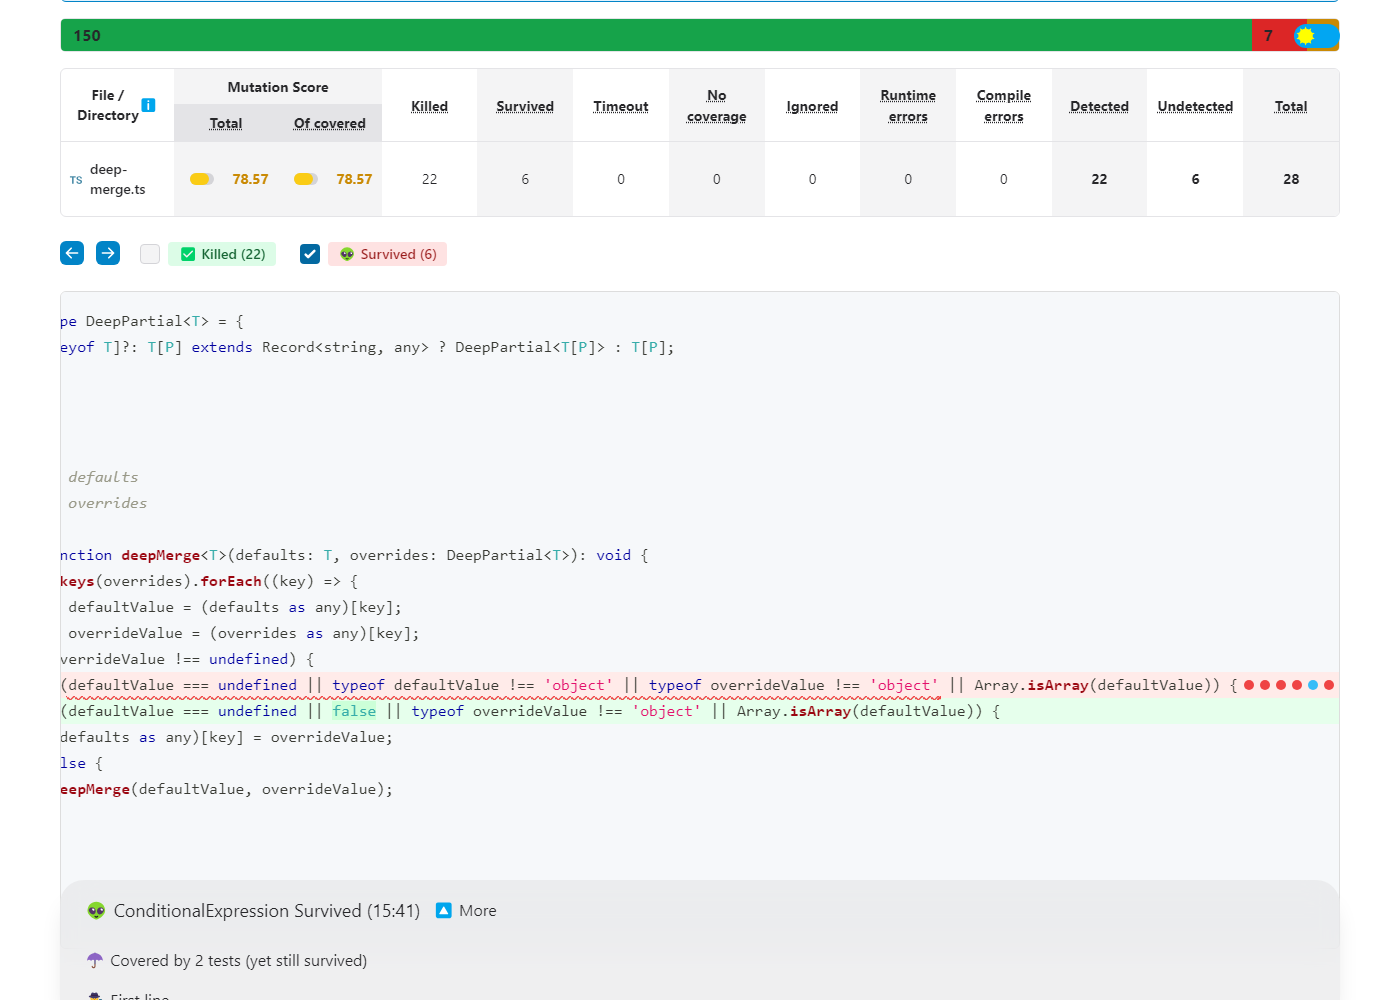 150 7
File / Directory Mutation Score Killed Survived Timeout No coverage Ignored Runtime errors Compile errors Detected Undetected Total
Total Of covered
TS deep-merge.ts 78.57 78.57 22 6 0 0 0 0 0 22 6 28
Killed (22) Survived (6)
pe DeepPartial<T> = {
eyof T]?: T[P] extends Record<string, any> ? DeepPartial<T[P]> : T[P];
defaults
overrides
nction deepMerge<T>(defaults: T, overrides: DeepPartial<T>): void {
keys(overrides).forEach((key) => {
defaultValue = (defaults as any)[key];
overrideValue = (overrides as any)[key];
verrideValue !== undefined) {
(defaultValue === undefined || typeof defaultValue !== 'object' || typeof overrideValue !== 'object' || Array.isArray(defaultValue)) {
(defaultValue === undefined || false || typeof overrideValue !== 'object' || Array.isArray(defaultValue)) {
defaults as any)[key] = overrideValue;
lse {
eepMerge(defaultValue, overrideValue);
ConditionalExpression Survived (15:41) More
Covered by 2 tests (yet still survived)
First line